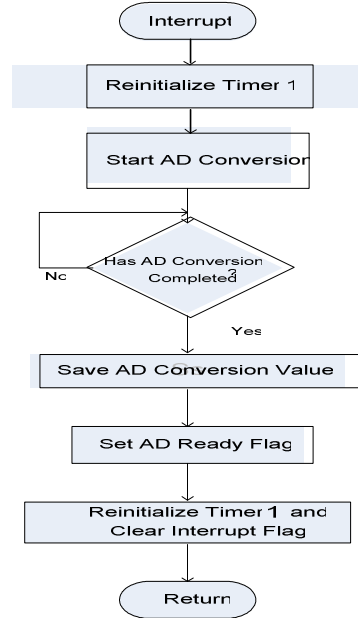 Interrupt
Reinitialize Timer 1
Start AD Conversion
Has AD Conversion
Completed?
No
Yes
Save AD Conversion Value
Set AD Ready Flag
Reinitialize Timer 1 and
Clear Interrupt Flag
Return